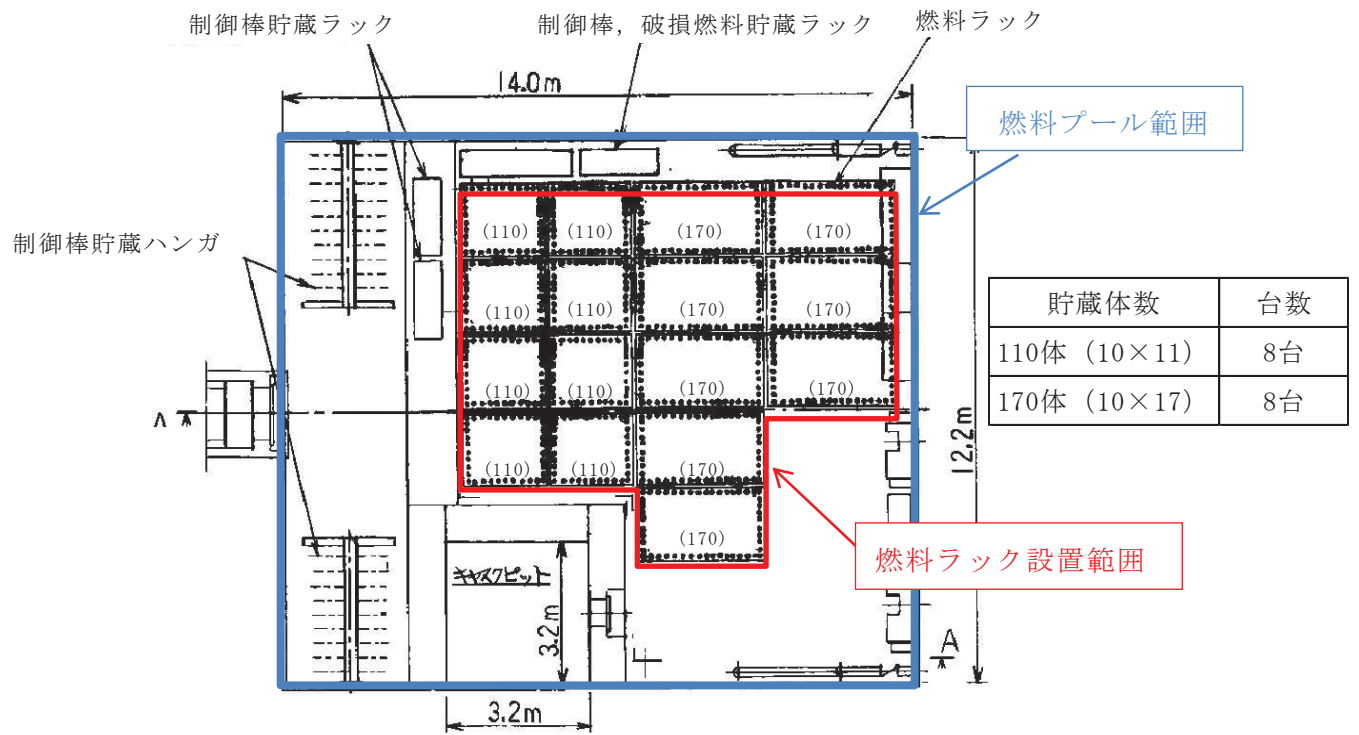 制御棒貯蔵ラック
制御棒，破損燃料貯蔵ラック
燃料ラック
14.0m
燃料プール範囲
制御棒貯蔵ハンガ
(110) (110) (170) (170)
(110) (110) (170) (170)
(110) (110) (170) (170)
(110) (110) (170)
(170)
貯蔵体数 台数
110体（10×11） 8台
170体（10×17） 8台
A
12.2m
燃料ラック設置範囲
キャスクピット
3.2m
A
3.2m